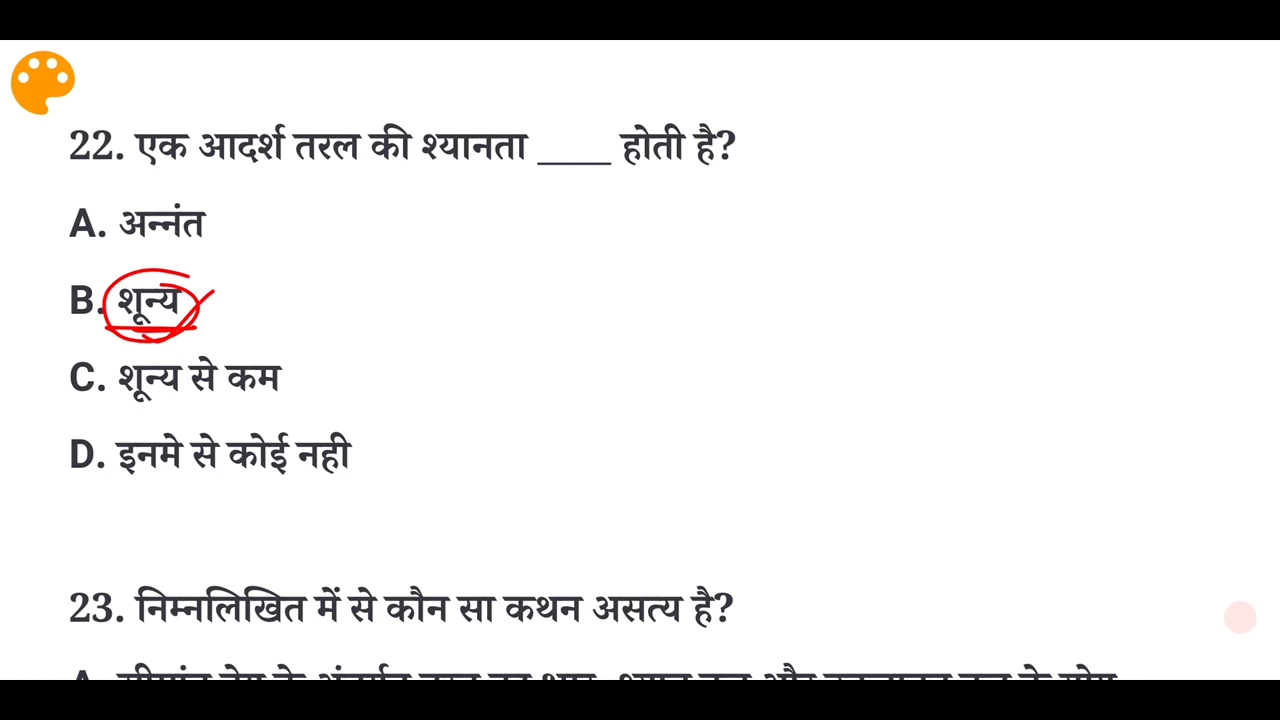 22. एक आदर्श तरल की श्यानता ____ होती है?
A. अन्नंत
B. शून्य
C. शून्य से कम
D. इनमे से कोई नही
23. निम्नलिखित में से कौन सा कथन असत्य है?